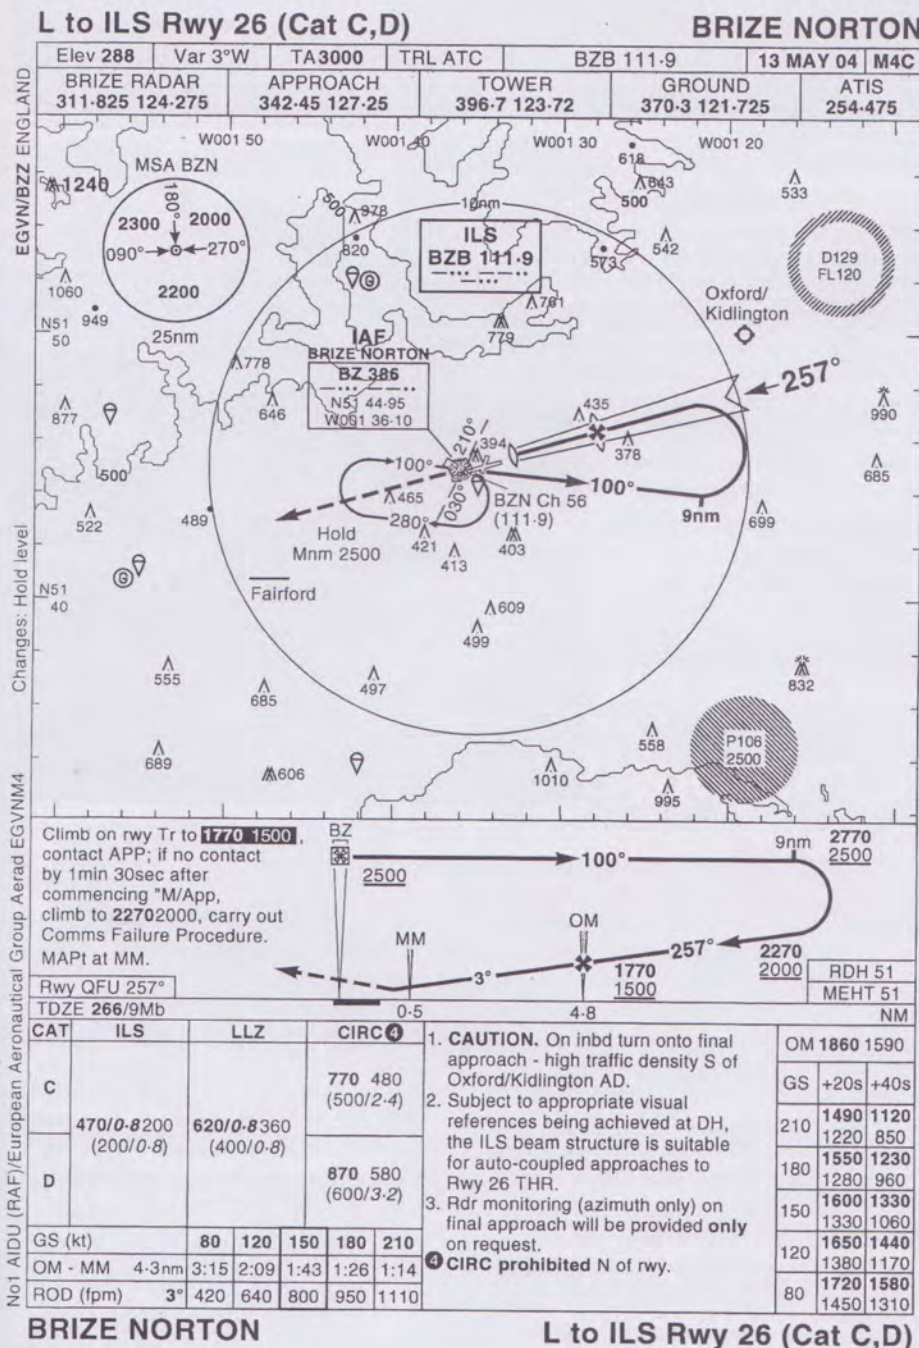 L to ILS Rwy 26 (Cat C,D) BRIZE NORTON
Elev 288 Var 3°W TA3000 TRL ATC BZB 111·9 13 MAY 04 M4C
BRIZE RADAR APPROACH TOWER GROUND ATIS
311·825 124·275 342·45 127·25 396·7 123·72 370·3 121·725 254·475
EGVN/BZZ ENGLAND
Changes: Hold level
No1 AIDU (RAF)/European Aeronautical Group Aerad EGVNM4
W001 50 W001 40 W001 30 W001 20
618
1240
MSA BZN
643
533
500
500
180°
2300 2000
978
10nm
090° 270°
820
ILS
BZB 111·9
542
573
D129
FL120
2200
G
1060
761
Oxford/
Kidlington
949
N51
50
25nm
779
IAF
BRIZE NORTON
778
BZ 386
N51 44·95
W001 36·10
257°
877
646
435
990
210°
394
378
500
100°
685
465
030°
BZN Ch 56
(111·9)
100°
9nm
699
522
489
280°
Hold
Mnm 2500
421
413
403
G
Fairford
N51
40
609
499
555
685
497
832
689
606
558
P106
2500
1010
995
Climb on rwy Tr to 1770 1500,
contact APP; if no contact
by 1min 30sec after
commencing "M/App,
climb to 22702000, carry out
Comms Failure Procedure.
MAPt at MM.
Rwy QFU 257°
BZ
2500
100°
9nm
2770
2500
MM
OM
3°
257°
1770
1500
2270
2000
RDH 51
MEHT 51
TDZE 266/9Mb 0·5 4·8 NM
CAT ILS LLZ CIRC 4
C
770 480
(500/2·4)
470/0·8200 620/0·8360
(200/0·8) (400/0·8)
D
870 580
(600/3·2)
GS (kt) 80 120 150 180 210
OM - MM 4·3nm 3:15 2:09 1:43 1:26 1:14
ROD (fpm) 3° 420 640 800 950 1110
1. CAUTION. On inbd turn onto final
approach - high traffic density S of
Oxford/Kidlington AD.
2. Subject to appropriate visual
references being achieved at DH,
the ILS beam structure is suitable
for auto-coupled approaches to
Rwy 26 THR.
3. Rdr monitoring (azimuth only) on
final approach will be provided only
on request.
4 CIRC prohibited N of rwy.
OM 1860 1590
GS +20s +40s
210 1490 1120
1220 850
180 1550 1230
1280 960
150 1600 1330
1330 1060
120 1650 1440
1380 1170
80 1720 1580
1450 1310
BRIZE NORTON L to ILS Rwy 26 (Cat C,D)